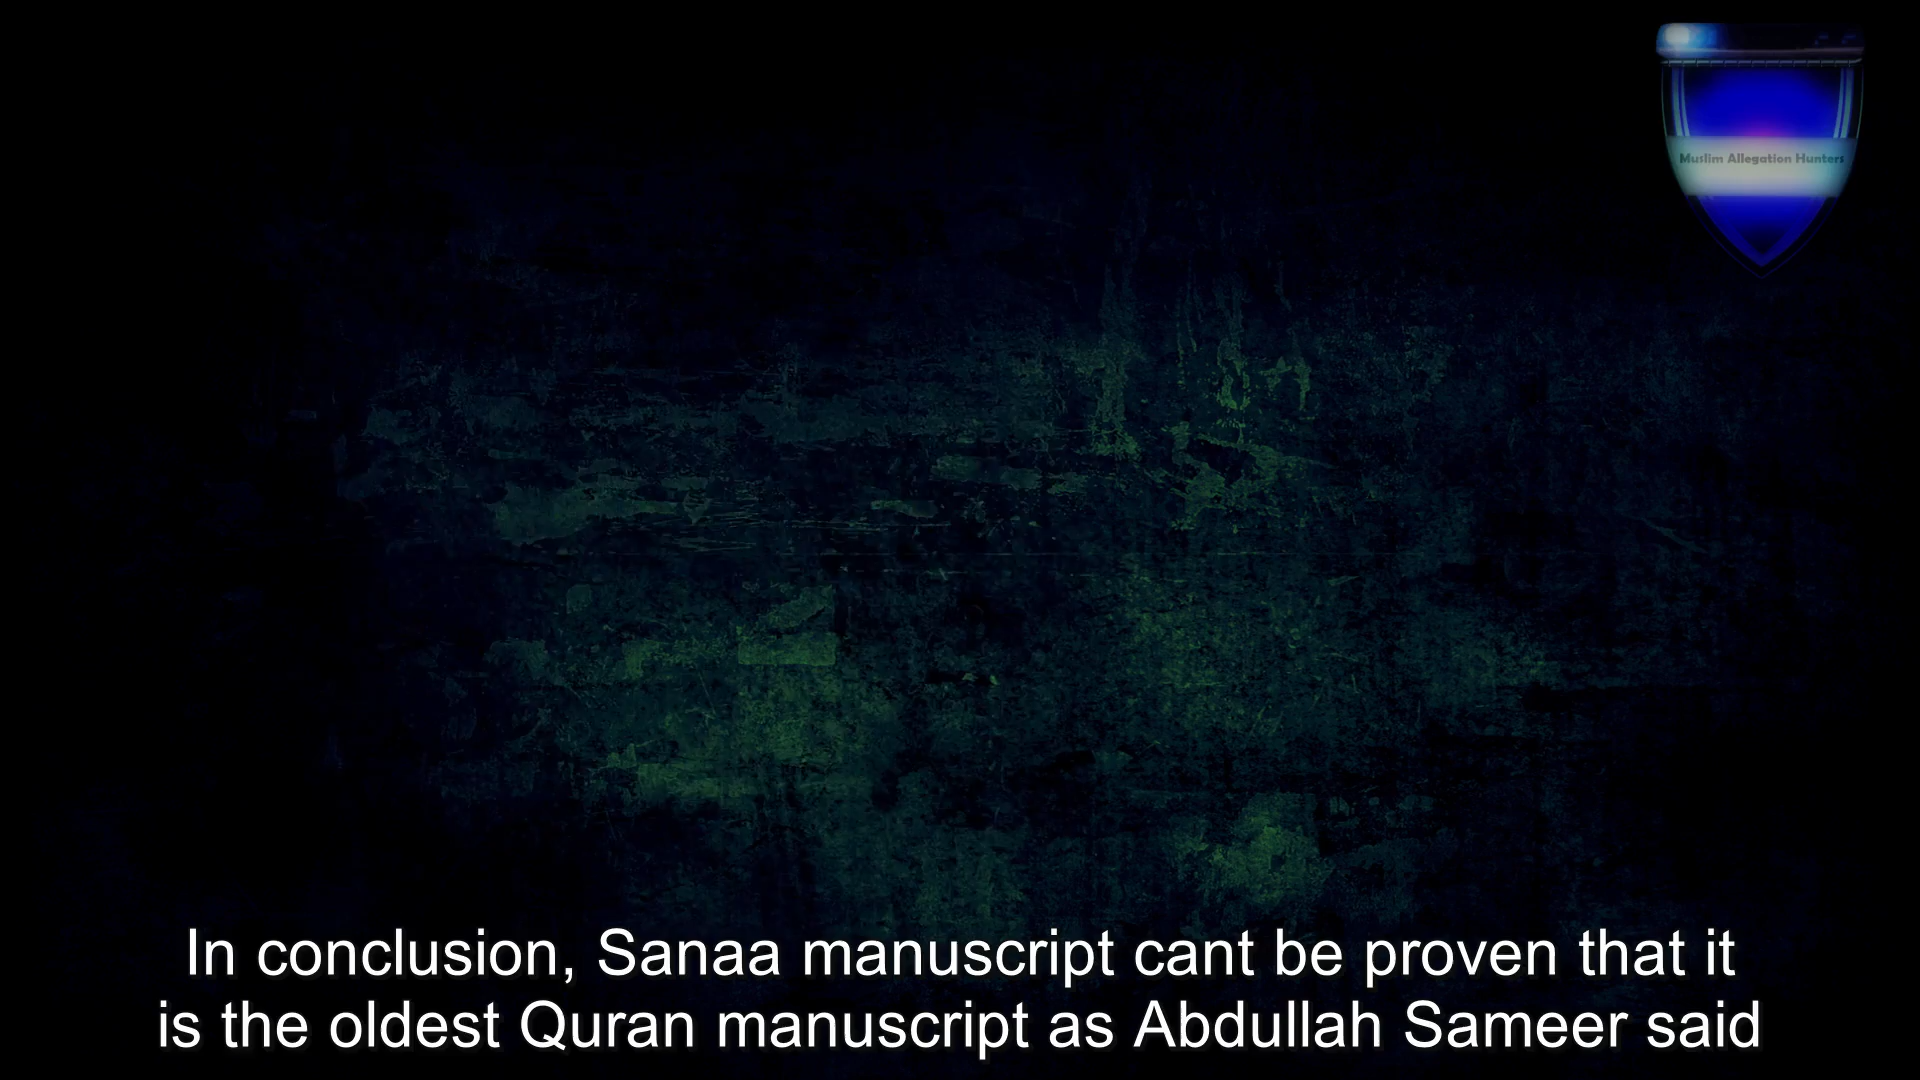 Muslim Allegation Hunters
In conclusion, Sanaa manuscript cant be proven that it
is the oldest Quran manuscript as Abdullah Sameer said